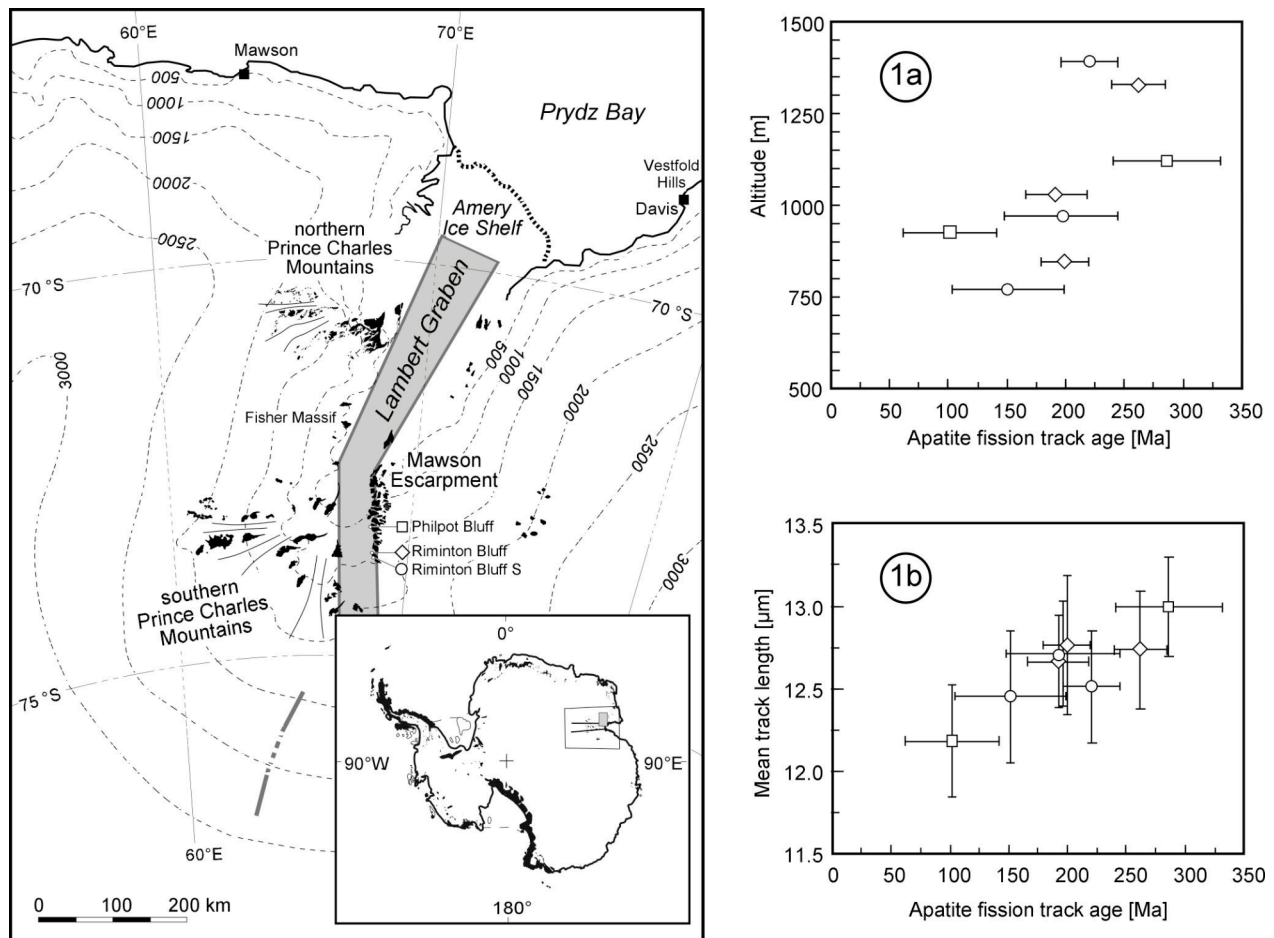 60°E
70°E
Mawson
500
1000
1500
2000
2500
3000
Prydz Bay
Vestfold
Hills
Davis
Amery
Ice Shelf
northern
Prince Charles
Mountains
70 °S
70 °S
Lambert Graben
500
1000
1500
2000
2500
3000
Fisher Massif
Mawson
Escarpment
Philpot Bluff
Riminton Bluff
Riminton Bluff S
southern
Prince Charles
Mountains
75 °S
60°E
0 100 200 km
0°
90°W
90°E
180°
1a
Altitude [m]
1500
1250
1000
750
500
0 50 100 150 200 250 300 350
Apatite fission track age [Ma]
1b
Mean track length [µm]
13.5
13.0
12.5
12.0
11.5
0 50 100 150 200 250 300 350
Apatite fission track age [Ma]